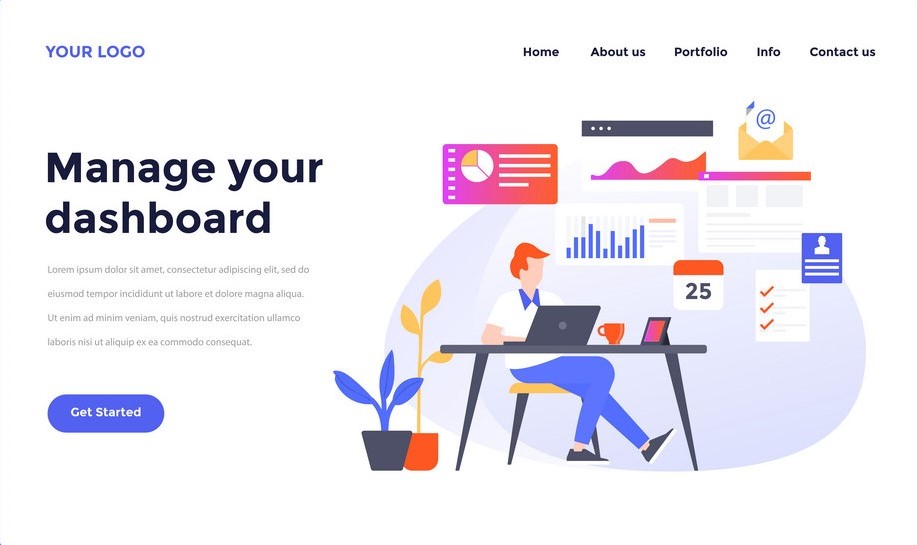 YOUR LOGO
Home About us Portfolio Info Contact us
Manage your
dashboard
Lorem ipsum dolor sit amet, consectetur adipiscing elit, sed do
eiusmod tempor incididunt ut labore et dolore magna aliqua.
Ut enim ad minim veniam, quis nostrud exercitation ullamco
laboris nisi ut aliquip ex ea commodo consequat.
Get Started
@
25